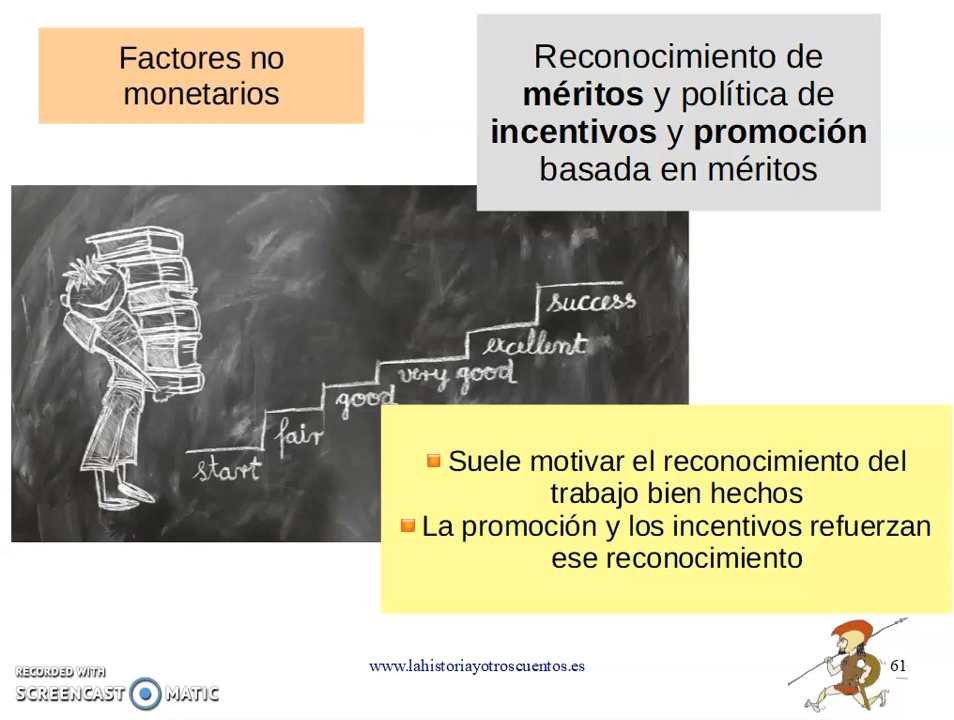 Factores no
monetarios
Reconocimiento de
méritos y política de
incentivos y promoción
basada en méritos
success
excellent
very good
good
fair
start
Suele motivar el reconocimiento del
trabajo bien hechos
La promoción y los incentivos refuerzan
ese reconocimiento
RECORDED WITH
SCREENCAST MATIC
www.lahistoriayotroscuentos.es
61